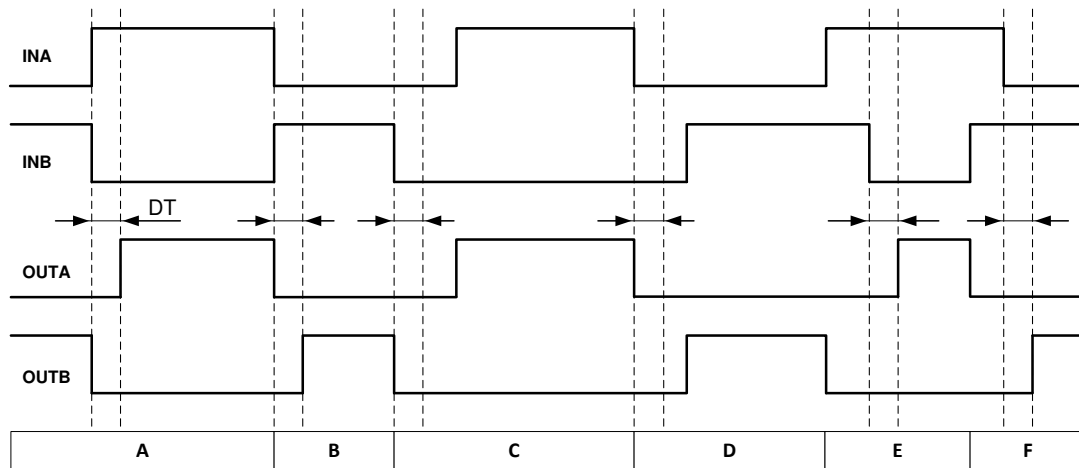 INA
INB
DT
OUTA
OUTB
A B C D E F